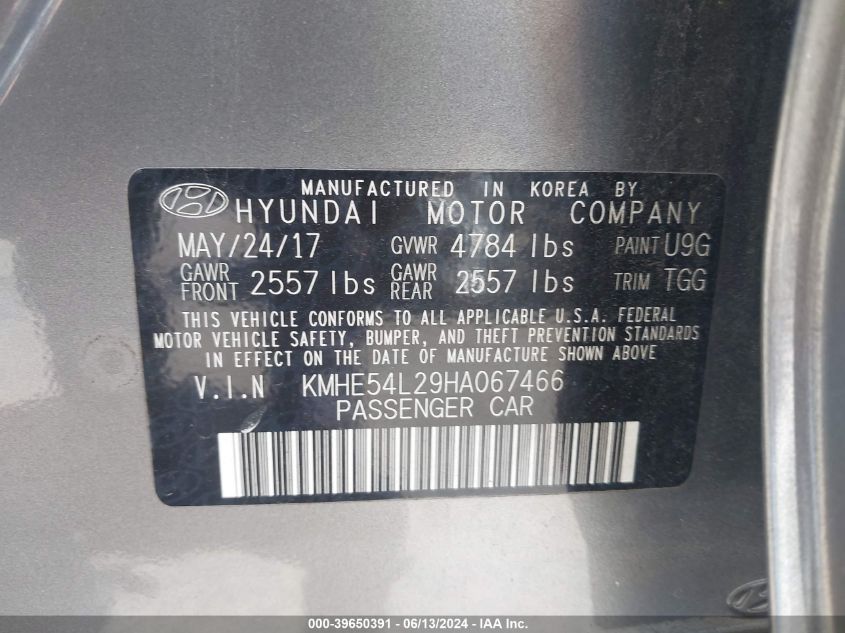 MANUFACTURED IN KOREA BY
HYUNDAI MOTOR COMPANY
MAY/24/17 GVWR 4784 lbs PAINT U9G
GAWR FRONT 2557 lbs GAWR REAR 2557 lbs TRIM TGG
THIS VEHICLE CONFORMS TO ALL APPLICABLE U.S.A. FEDERAL
MOTOR VEHICLE SAFETY, BUMPER, AND THEFT PREVENTION STANDARDS
IN EFFECT ON THE DATE OF MANUFACTURE SHOWN ABOVE
V.I.N KMHE54L29HA067466
PASSENGER CAR
000-39650391 - 06/13/2024 - IAA Inc.